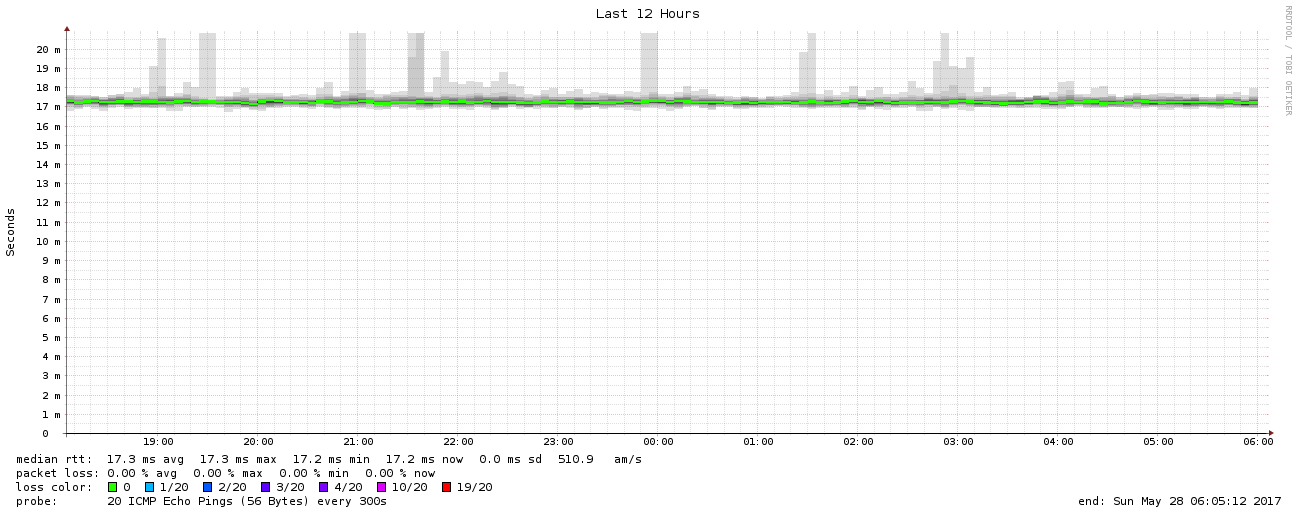 Last 12 Hours
RRDTOOL / TOBI OETIKER
Seconds
20 m
19 m
18 m
17 m
16 m
15 m
14 m
13 m
12 m
11 m
10 m
9 m
8 m
7 m
6 m
5 m
4 m
3 m
2 m
1 m
0
19:00 20:00 21:00 22:00 23:00 00:00 01:00 02:00 03:00 04:00 05:00 06:00
median rtt: 17.3 ms avg 17.3 ms max 17.2 ms min 17.2 ms now 0.0 ms sd 510.9 am/s
packet loss: 0.00 % avg 0.00 % max 0.00 % min 0.00 % now
loss color: 0 1/20 2/20 3/20 4/20 10/20 19/20
probe: 20 ICMP Echo Pings (56 Bytes) every 300s end: Sun May 28 06:05:12 2017